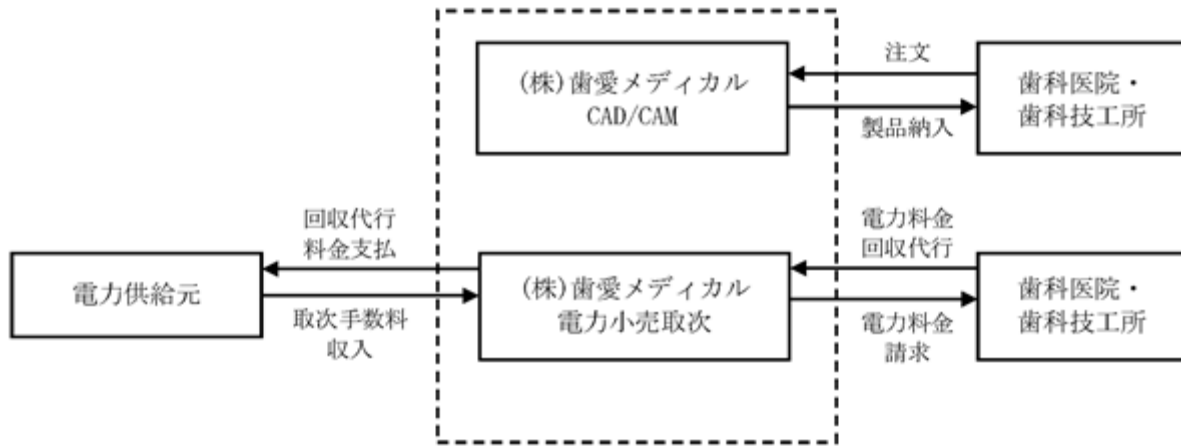 (株)歯愛メディカル
CAD/CAM
注文
製品納入
歯科医院・
歯科技工所
電力供給元
回収代行
料金支払
取次手数料
収入
(株)歯愛メディカル
電力小売取次
電力料金
回収代行
電力料金
請求
歯科医院・
歯科技工所